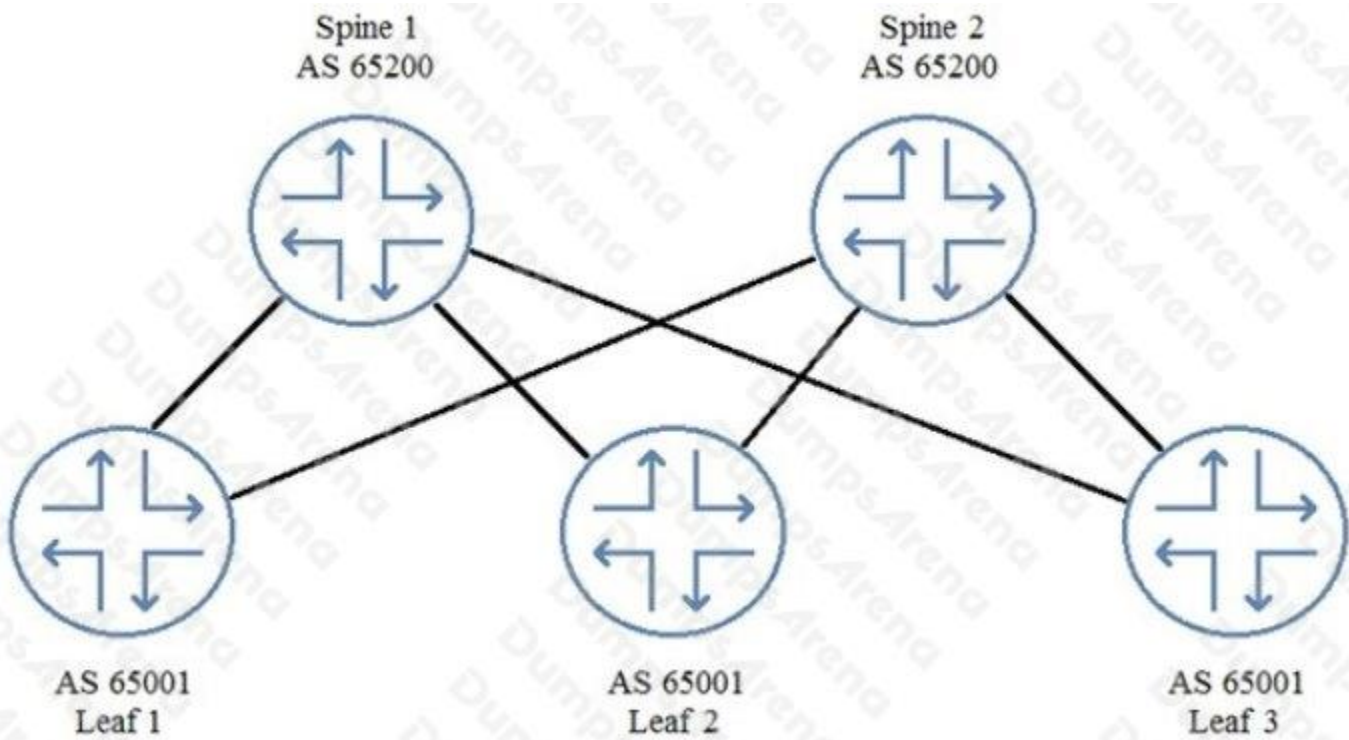 Spine 1
AS 65200
Spine 2
AS 65200
AS 65001
Leaf 1
AS 65001
Leaf 2
AS 65001
Leaf 3
DumpsArena